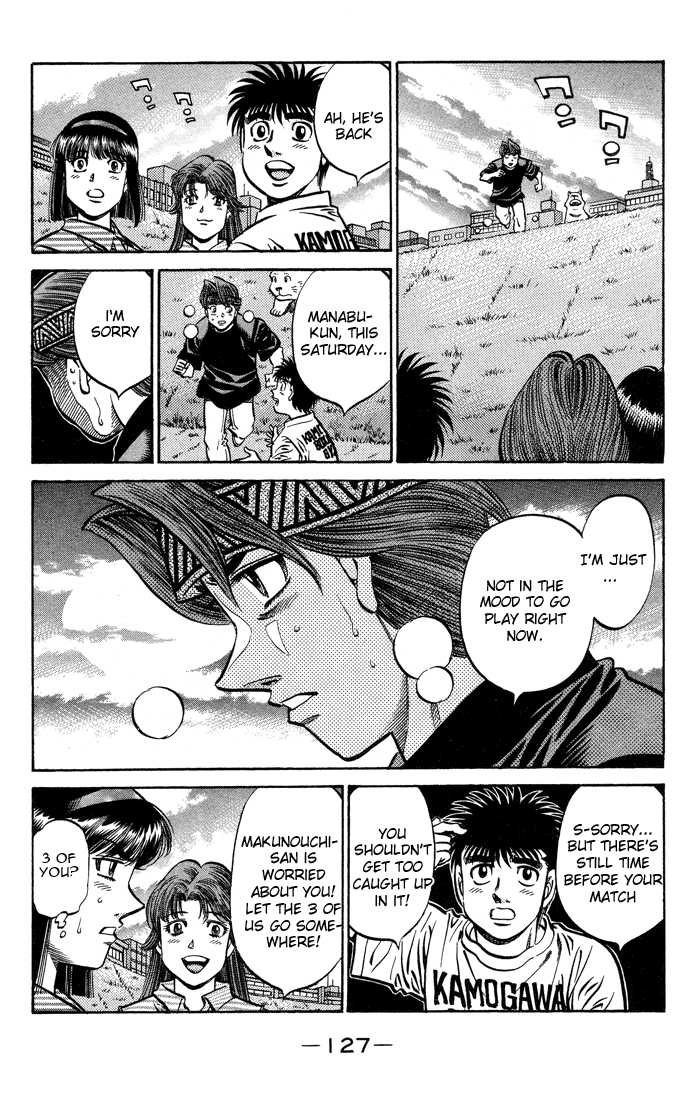 AH, HE'S
BACK
KAMO
MANABU-
KUN, THIS
SATURDAY...
I'M
SORRY
I'M JUST
...
NOT IN THE
MOOD TO GO
PLAY RIGHT
NOW.
S-SORRY...
BUT THERE'S
STILL TIME
BEFORE YOUR
MATCH
YOU
SHOULDN'T
GET TOO
CAUGHT UP
IN IT!
KAMOGAWA
MAKUNOUCHI-
SAN IS
WORRIED
ABOUT YOU!
LET THE 3 OF
US GO SOME-
WHERE!
3 OF
YOU?
—127—